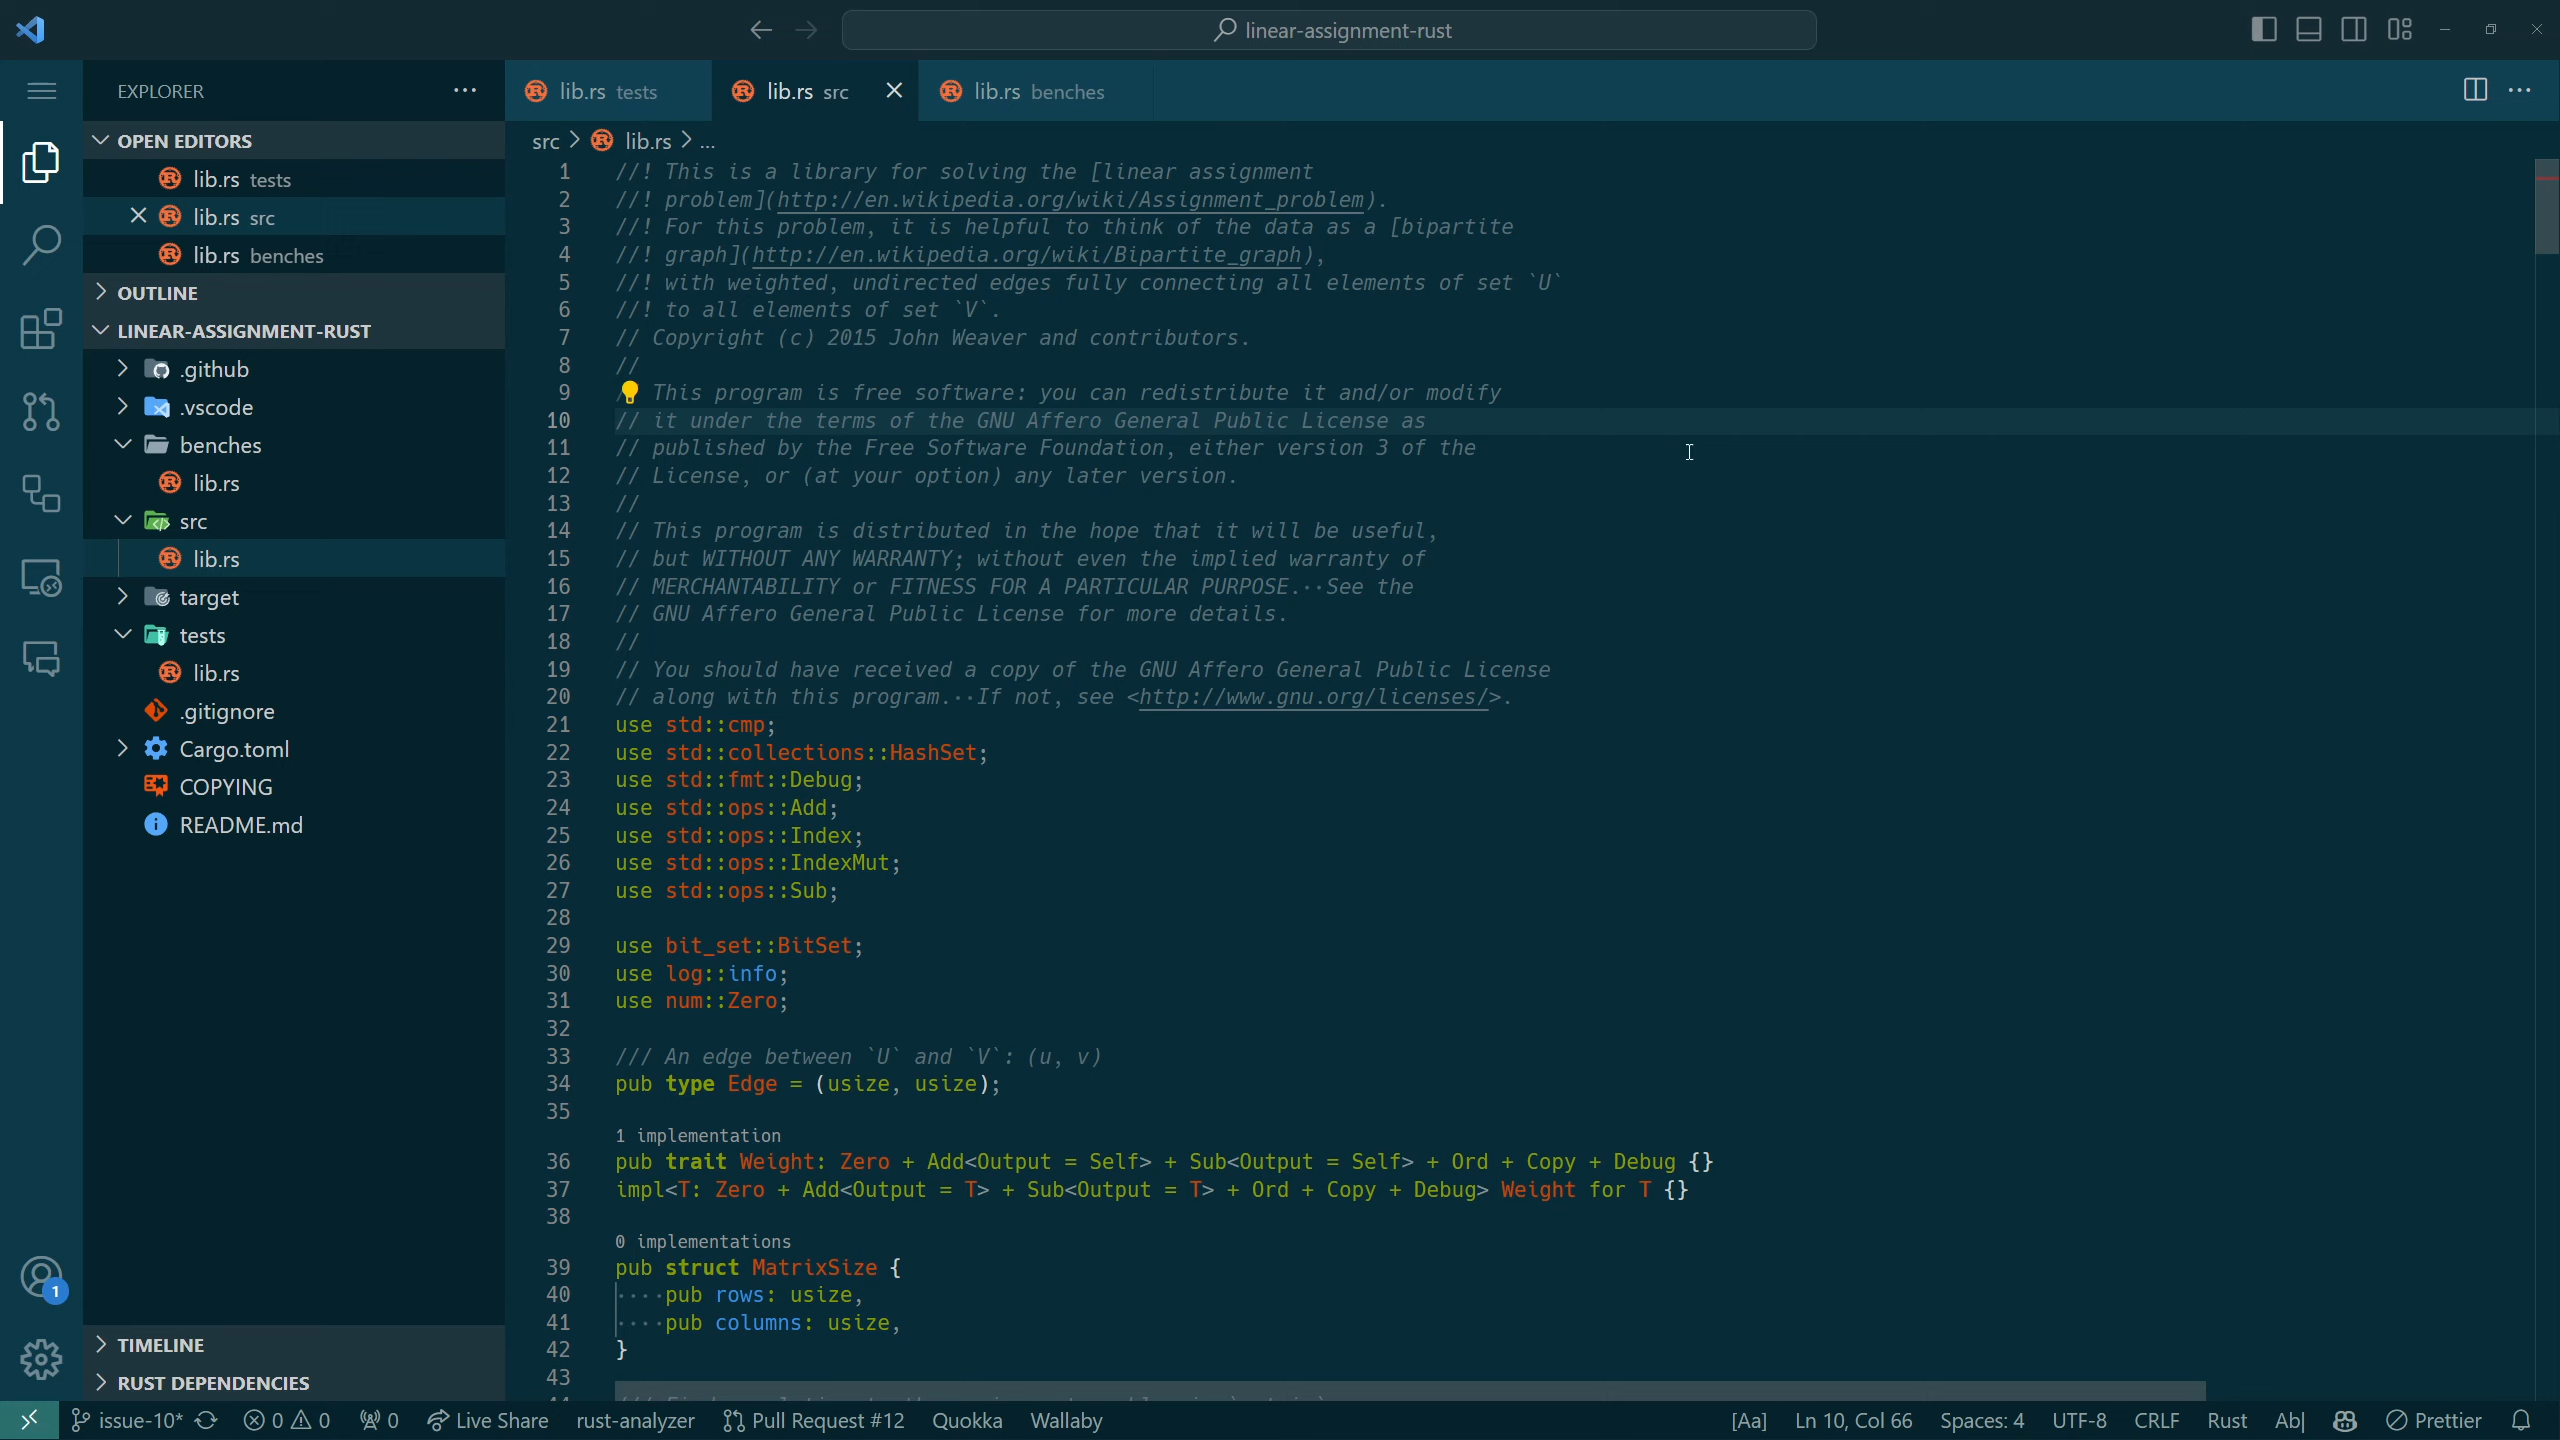 linear-assignment-rust
EXPLORER
OPEN EDITORS
lib.rs tests
lib.rs src
lib.rs benches
OUTLINE
LINEAR-ASSIGNMENT-RUST
.github
.vscode
benches
lib.rs
src
lib.rs
target
tests
lib.rs
.gitignore
Cargo.toml
COPYING
README.md
TIMELINE
RUST DEPENDENCIES
1
lib.rs tests
lib.rs src
lib.rs benches
src > lib.rs > ...
1 //! This is a library for solving the [linear assignment
2 //! problem](http://en.wikipedia.org/wiki/Assignment_problem).
3 //! For this problem, it is helpful to think of the data as a [bipartite
4 //! graph](http://en.wikipedia.org/wiki/Bipartite_graph),
5 //! with weighted, undirected edges fully connecting all elements of set `U`
6 //! to all elements of set `V`.
7 // Copyright (c) 2015 John Weaver and contributors.
8 //
9 // This program is free software: you can redistribute it and/or modify
10 // it under the terms of the GNU Affero General Public License as
11 // published by the Free Software Foundation, either version 3 of the
12 // License, or (at your option) any later version.
13 //
14 // This program is distributed in the hope that it will be useful,
15 // but WITHOUT ANY WARRANTY; without even the implied warranty of
16 // MERCHANTABILITY or FITNESS FOR A PARTICULAR PURPOSE.··See the
17 // GNU Affero General Public License for more details.
18 //
19 // You should have received a copy of the GNU Affero General Public License
20 // along with this program.··If not, see <http://www.gnu.org/licenses/>.
21 use std::cmp;
22 use std::collections::HashSet;
23 use std::fmt::Debug;
24 use std::ops::Add;
25 use std::ops::Index;
26 use std::ops::IndexMut;
27 use std::ops::Sub;
28
29 use bit_set::BitSet;
30 use log::info;
31 use num::Zero;
32
33 /// An edge between `U` and `V`: (u, v)
34 pub type Edge = (usize, usize);
35
1 implementation
36 pub trait Weight: Zero + Add<Output = Self> + Sub<Output = Self> + Ord + Copy + Debug {}
37 impl<T: Zero + Add<Output = T> + Sub<Output = T> + Ord + Copy + Debug> Weight for T {}
38
0 implementations
39 pub struct MatrixSize {
40 ····pub rows: usize,
41 ····pub columns: usize,
42 }
43
issue-10* 0 0 0 Live Share rust-analyzer Pull Request #12 Quokka Wallaby [Aa] Ln 10, Col 66 Spaces: 4 UTF-8 CRLF Rust Ab| Prettier